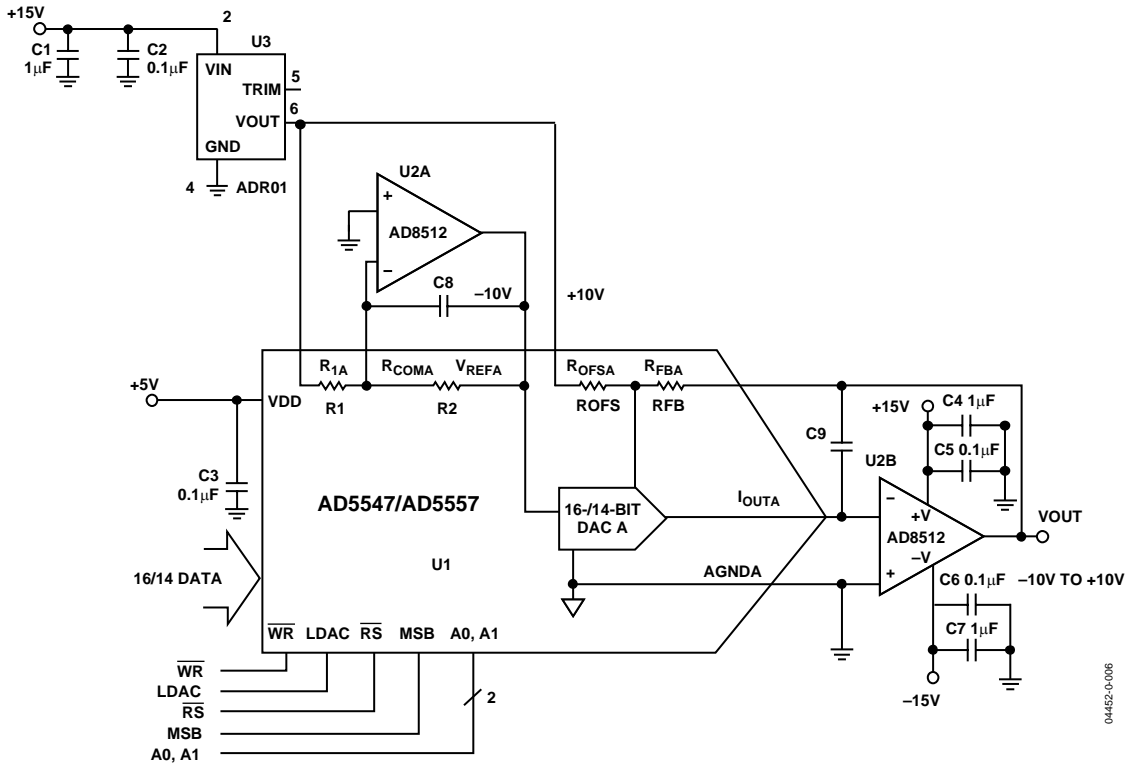 +15V
2
U3
C1
1µF
C2
0.1µF
VIN
TRIM
5
VOUT
6
GND
4
ADR01
U2A
+
AD8512
–
C8
–10V
+10V
R1A
RCOMA
VREFA
ROFSA
RFBA
R1
R2
ROFS
RFB
+5V
VDD
C3
0.1µF
C9
+15V
C4 1µF
C5 0.1µF
U2B
AD5547/AD5557
U1
16-/14-BIT
DAC A
IOUTA
–
+V
AD8512
–V
+
VOUT
–10V TO +10V
AGNDA
C6 0.1µF
C7 1µF
–15V
16/14 DATA
WR LDAC RS MSB A0, A1
WR
LDAC
RS
MSB
A0, A1
2
04452-0-006